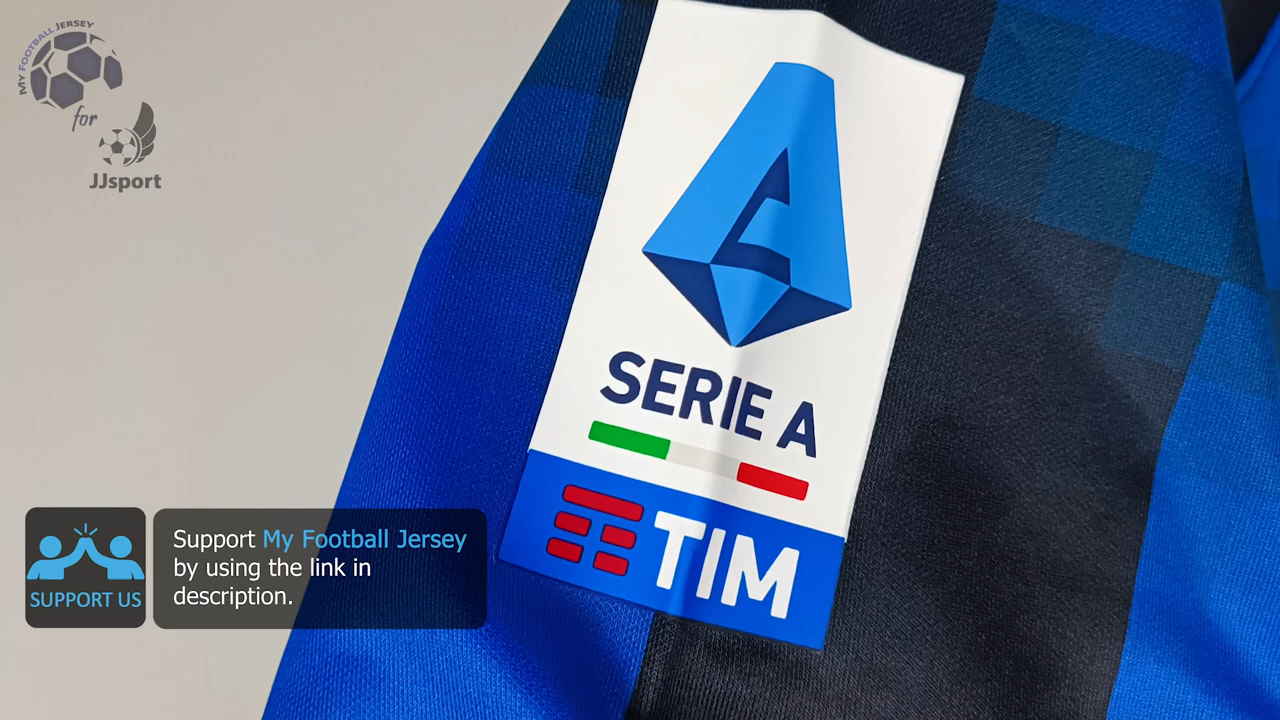 MY FOOTBALL JERSEY
for
JJsport
SERIE A
TIM
SUPPORT US
Support My Football Jersey
by using the link in
description.